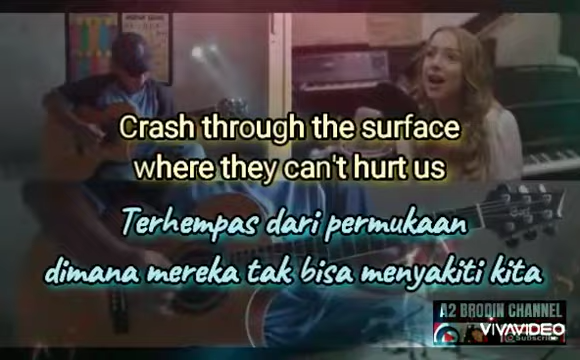 Crash through the surface
where they can't hurt us
Terhempas dari permukaan
dimana mereka tak bisa menyakiti kita
A2 BRODIN CHANNEL
VIVAVIDEO
Subscribe